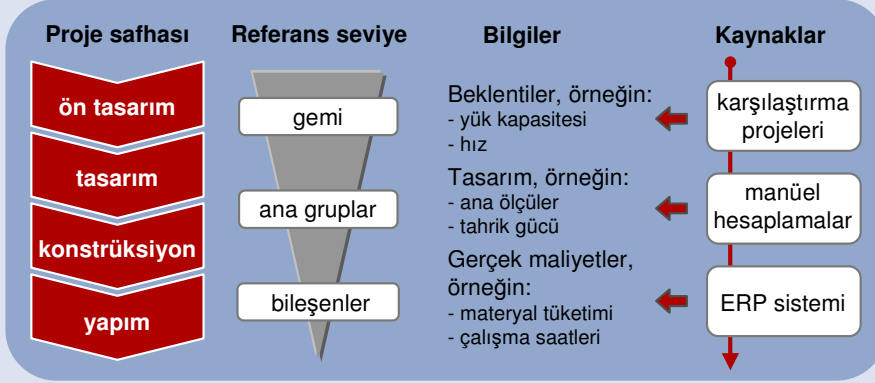 Proje safhası
Referans seviye
Bilgiler
Kaynaklar
ön tasarım
tasarım
konstrüksiyon
yapım
gemi
ana gruplar
bileşenler
Beklentiler, örneğin:
- yük kapasitesi
- hız
Tasarım, örneğin:
- ana ölçüler
- tahrik gücü
Gerçek maliyetler,
örneğin:
- materyal tüketimi
- çalışma saatleri
karşılaştırma
projeleri
manüel
hesaplamalar
ERP sistemi